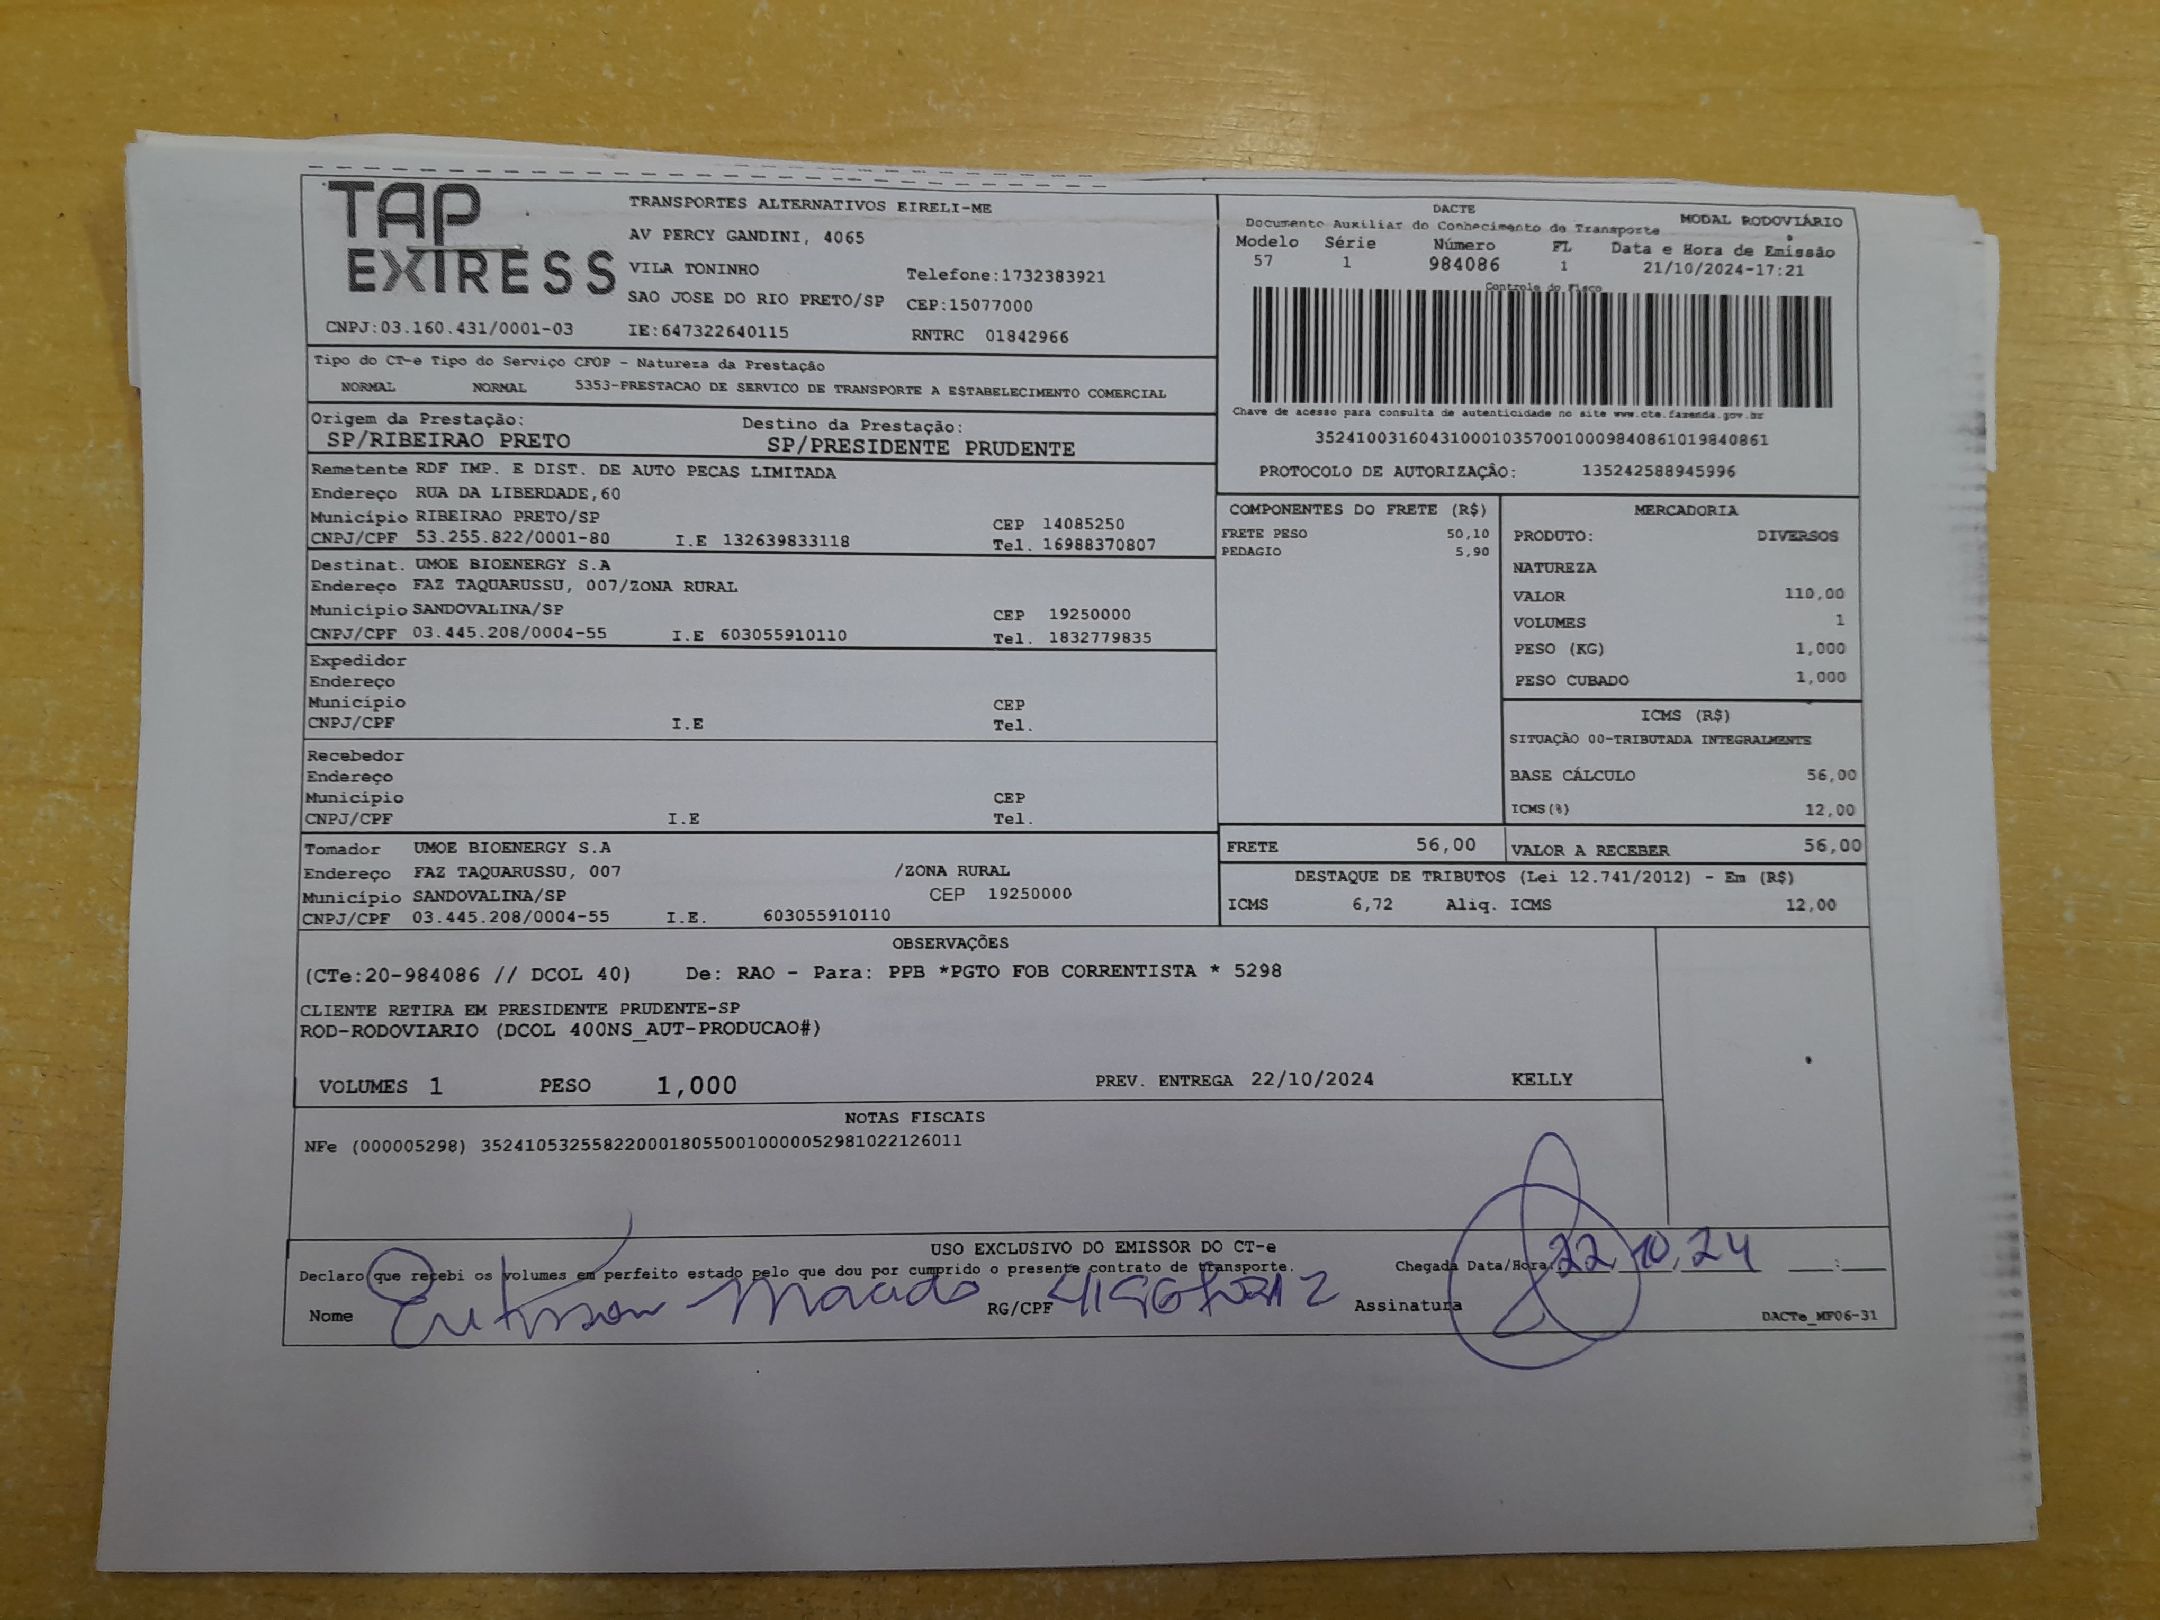 TAP
EXTRESS
TRANSPORTES ALTERNATIVOS EIRELI-ME
AV PERCY GANDINI, 4065
VILA TONINHO Telefone:1732383921
SAO JOSE DO RIO PRETO/SP CEP:15077000
CNPJ:03.160.431/0001-03 IE:647322640115 RNTRC 01842966
DACTE MODAL RODOVIÁRIO
Documento Auxiliar do Conhecimento de Transporte
Modelo Série Número FL Data e Hora de Emissão
57 1 984086 1 21/10/2024-17:21
Controle do Fisco
Chave de acesso para consulta de autenticidade no site www.cte.fazenda.gov.br
35241003160431000103570010009840861019840861
PROTOCOLO DE AUTORIZAÇÃO: 135242588945996
Tipo do CT-e Tipo do Serviço CFOP - Natureza da Prestação
NORMAL NORMAL 5353-PRESTACAO DE SERVICO DE TRANSPORTE A ESTABELECIMENTO COMERCIAL
Origem da Prestação: Destino da Prestação:
SP/RIBEIRAO PRETO SP/PRESIDENTE PRUDENTE
Remetente RDF IMP. E DIST. DE AUTO PECAS LIMITADA
Endereço RUA DA LIBERDADE,60
Município RIBEIRAO PRETO/SP CEP 14085250
CNPJ/CPF 53.255.822/0001-80 I.E 132639833118 Tel. 16988370807
Destinat. UMOE BIOENERGY S.A
Endereço FAZ TAQUARUSSU, 007/ZONA RURAL
Município SANDOVALINA/SP CEP 19250000
CNPJ/CPF 03.445.208/0004-55 I.E 603055910110 Tel. 1832779835
Expedidor
Endereço
Município CEP
CNPJ/CPF I.E Tel.
Recebedor
Endereço
Município CEP
CNPJ/CPF I.E Tel.
Tomador UMOE BIOENERGY S.A
Endereço FAZ TAQUARUSSU, 007 /ZONA RURAL
Município SANDOVALINA/SP CEP 19250000
CNPJ/CPF 03.445.208/0004-55 I.E. 603055910110
COMPONENTES DO FRETE (R$)
FRETE PESO 50,10
PEDAGIO 5,90
MERCADORIA
PRODUTO: DIVERSOS
NATUREZA
VALOR 110,00
VOLUMES 1
PESO (KG) 1,000
PESO CUBADO 1,000
ICMS (R$)
SITUAÇÃO 00-TRIBUTADA INTEGRALMENTE
BASE CÁLCULO 56,00
ICMS(%) 12,00
FRETE 56,00 VALOR A RECEBER 56,00
DESTAQUE DE TRIBUTOS (Lei 12.741/2012) - Em (R$)
ICMS 6,72 Aliq. ICMS 12,00
OBSERVAÇÕES
(CTe:20-984086 // DCOL 40) De: RAO - Para: PPB *PGTO FOB CORRENTISTA * 5298
CLIENTE RETIRA EM PRESIDENTE PRUDENTE-SP
ROD-RODOVIARIO (DCOL 400NS_AUT-PRODUCAO#)
VOLUMES 1 PESO 1,000 PREV. ENTREGA 22/10/2024 KELLY
NOTAS FISCAIS
NFe (000005298) 35241053255822000180550010000052981022126011
USO EXCLUSIVO DO EMISSOR DO CT-e
Declaro que recebi os volumes em perfeito estado pelo que dou por cumprido o presente contrato de transporte. Chegada Data/Hora 22 10 24 :
Nome RG/CPF Assinatura
DACTe_MF06-31